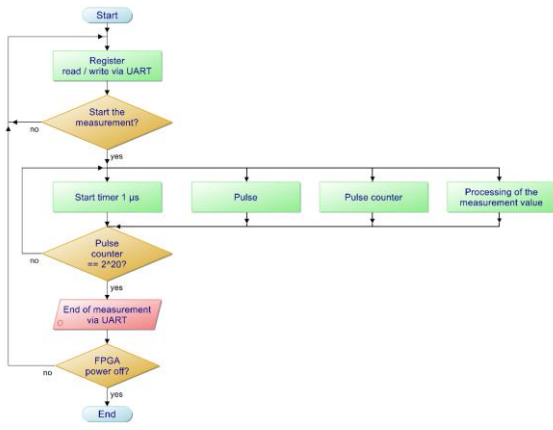 Start
Register
read / write via UART
Start the
measurement?
no
yes
Start timer 1 µs
Pulse
Pulse counter
Processing of the
measurement value
Pulse
counter
== 2^20?
no
yes
End of measurement
via UART
FPGA
power off?
no
yes
End